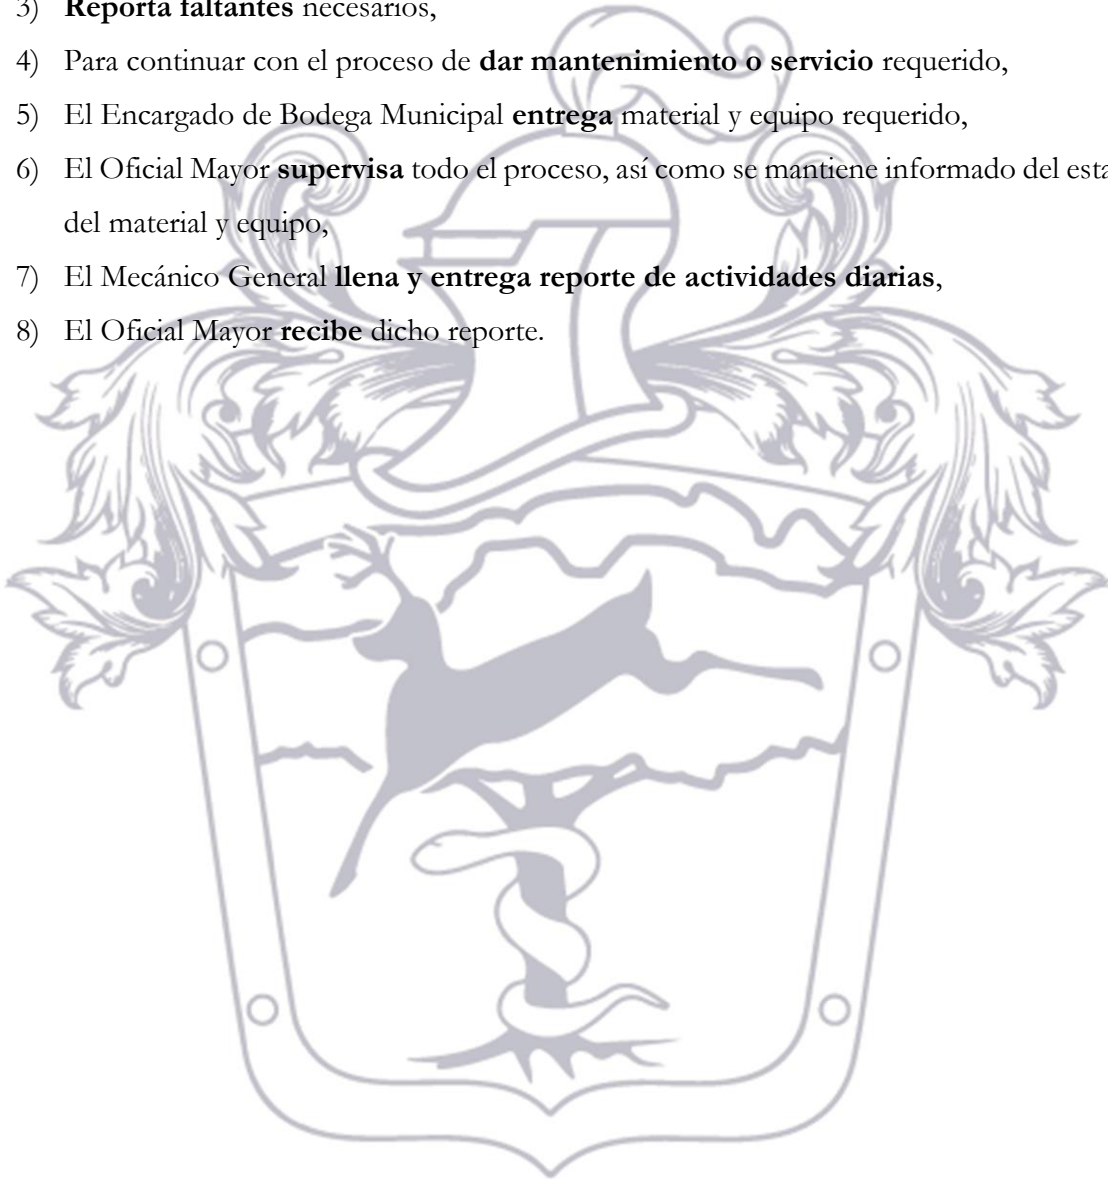 3) Reporta faltantes necesarios,
4) Para continuar con el proceso de dar mantenimiento o servicio requerido,
5) El Encargado de Bodega Municipal entrega material y equipo requerido,
6) El Oficial Mayor supervisa todo el proceso, así como se mantiene informado del esta
del material y equipo,
7) El Mecánico General llena y entrega reporte de actividades diarias,
8) El Oficial Mayor recibe dicho reporte.